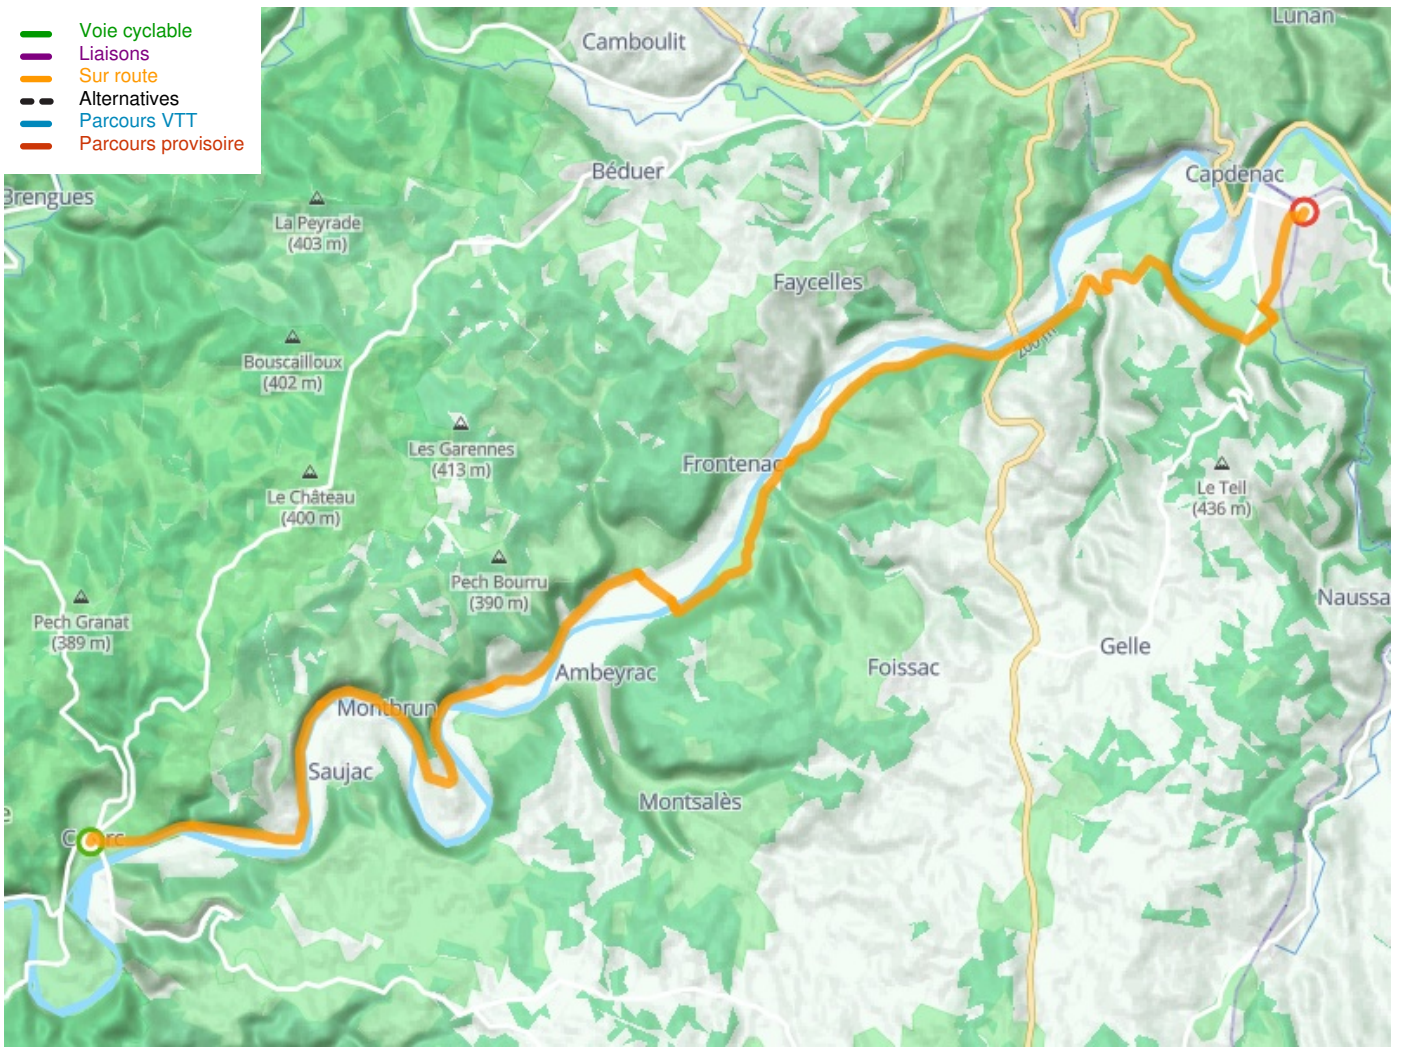 Voie cyclable
Liaisons
Sur route
Alternatives
Parcours VTT
Parcours provisoire
Lunan
Camboulit
Béduer
Capdenac
Brengues
La Peyrade
(403 m)
Faycelles
200 m
Bouscailloux
(402 m)
Les Garennes
(413 m)
Frontenac
Le Château
(400 m)
Le Teil
(436 m)
Pech Bourru
(390 m)
Pech Granat
(389 m)
Naussa
Gelle
Foissac
Ambeyrac
Montbrun
Saujac
Montsalès